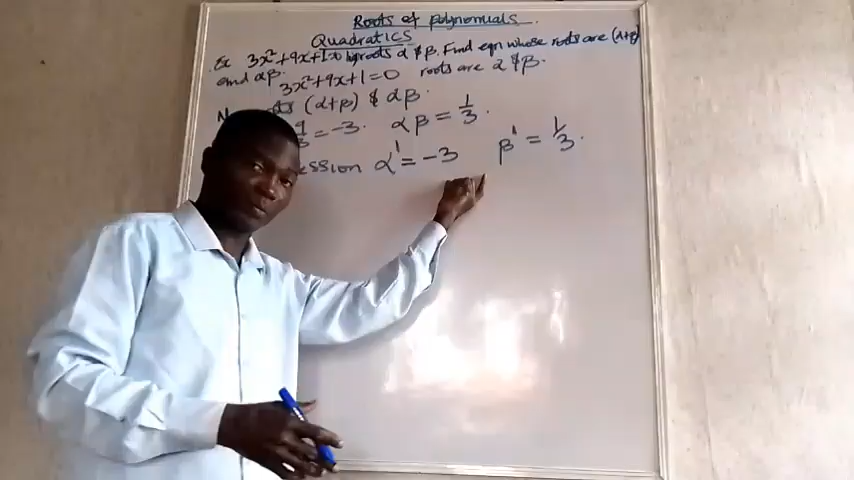 Roots of polynomials.
Quadratics
Ex 3x²+9x+1=0 has roots α & β. Find eqn whose roots are (α+β)
and αβ.
3x²+9x+1=0 roots are α & β.
(α+β) & αβ.
= -3. αβ = 1/3.
ession α' = -3 β' = 1/3.